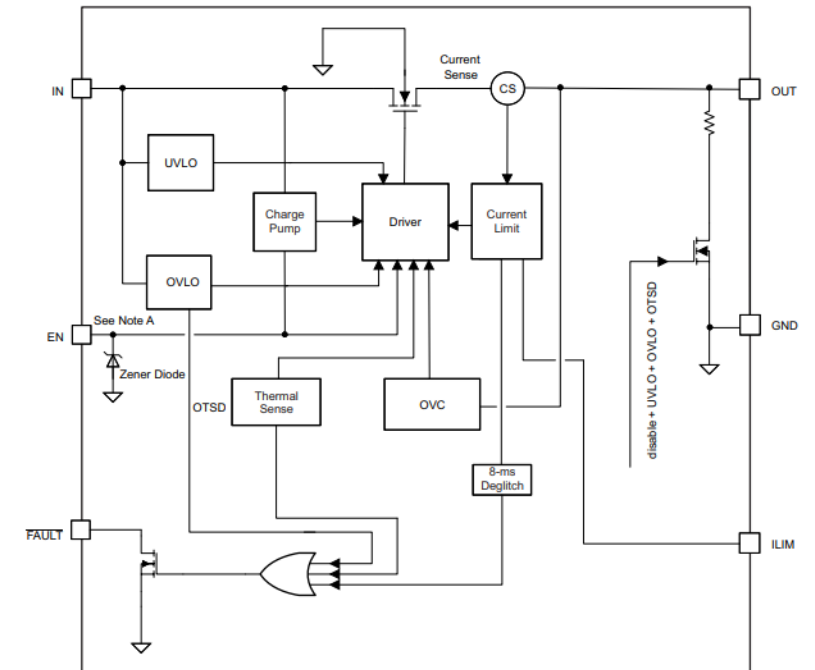 Current
Sense
IN
CS
OUT
UVLO
Charge
Pump
Driver
Current
Limit
OVLO
disable + UVLO + OVLO + OTSD
See Note A
EN
GND
Zener Diode
OTSD
Thermal
Sense
OVC
8-ms
Deglitch
FAULT
ILIM